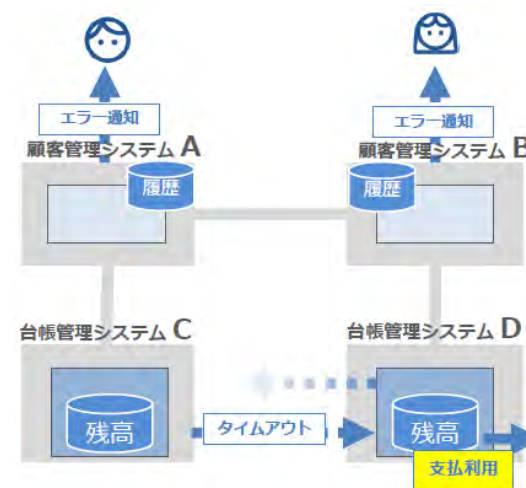 エラー通知
エラー通知
顧客管理システム A
顧客管理システム B
履歴
履歴
台帳管理システム C
台帳管理システム D
残高
タイムアウト
残高
支払利用